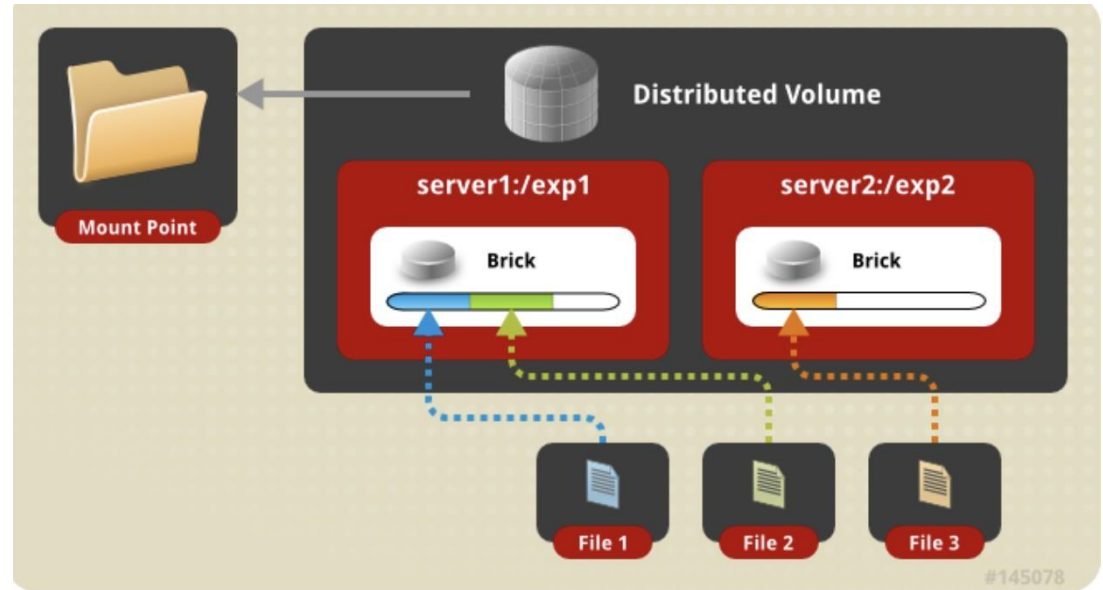 Distributed Volume
Mount Point
server1:/exp1
server2:/exp2
Brick
Brick
File 1
File 2
File 3
#145078